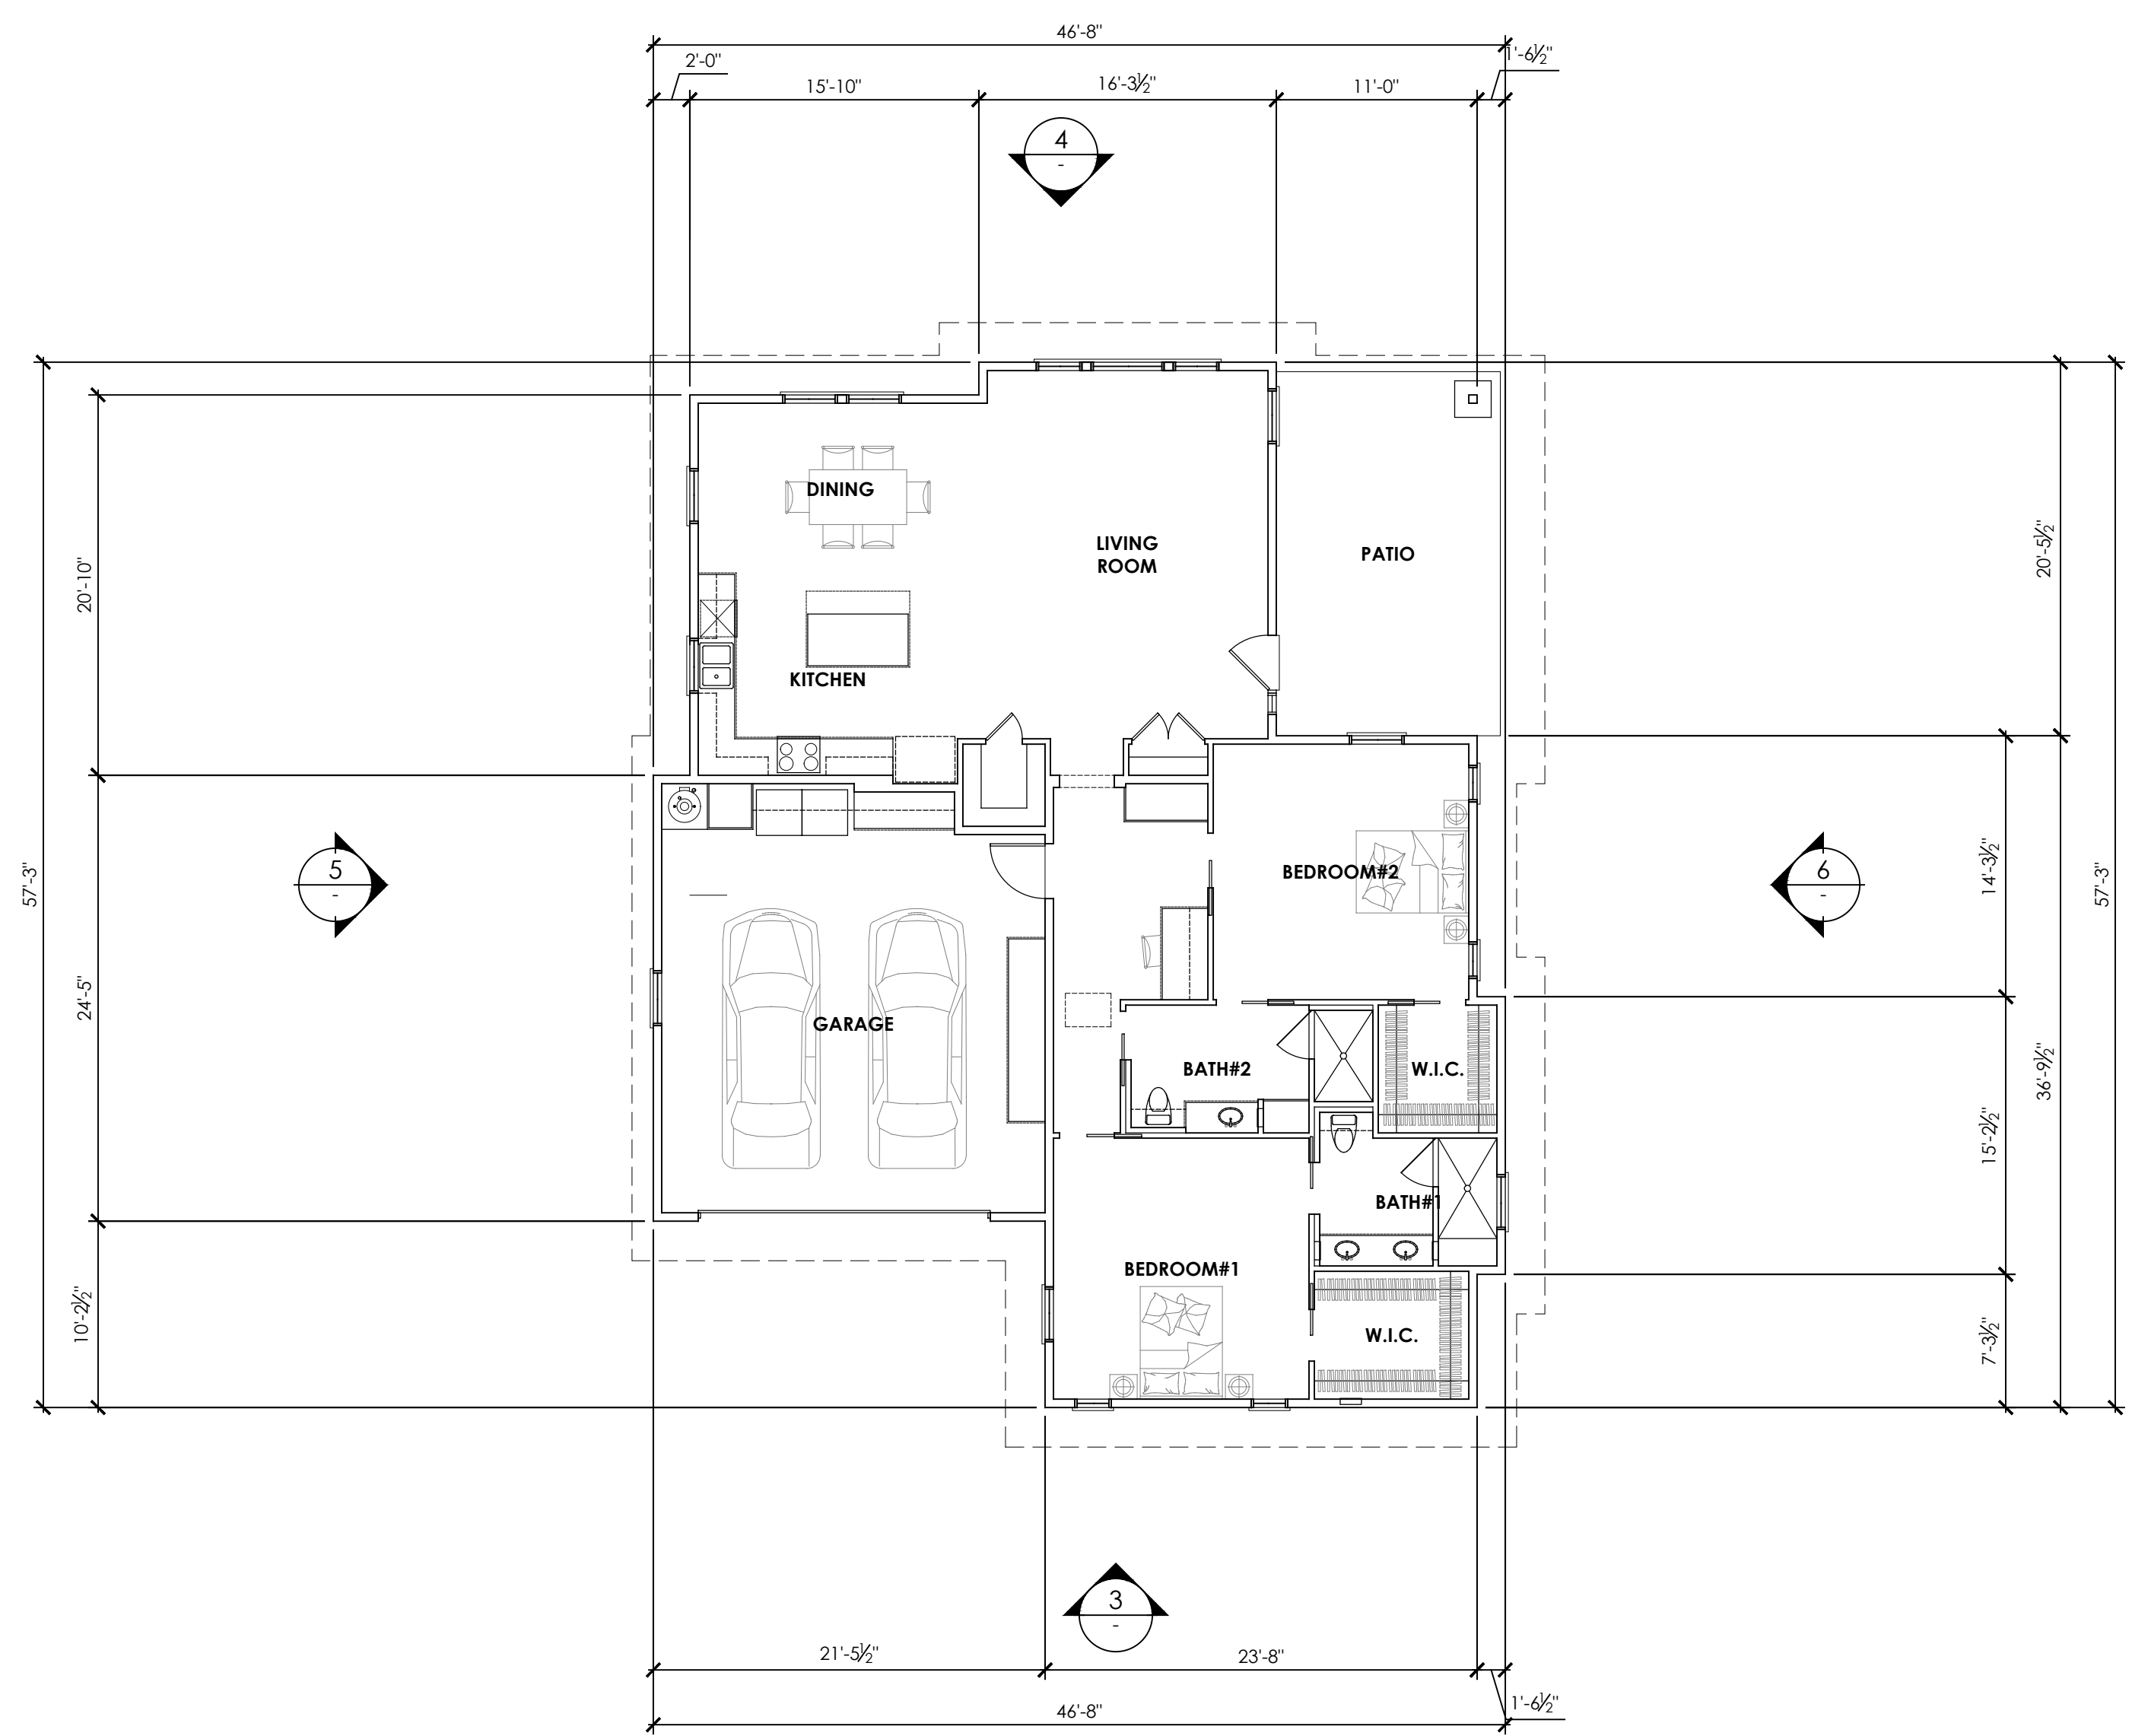 46'-8"
2'-0"
1'-6½"
15'-10"
16'-3½"
11'-0"
4
-
DINING
LIVING
ROOM
PATIO
20'-10"
20'-5½"
KITCHEN
57'-3"
5
-
BEDROOM#2
6
-
14'-3½"
57'-3"
24'-5"
GARAGE
BATH#2
W.I.C.
36'-9½"
15'-2½"
BATH#1
BEDROOM#1
10'-2½"
W.I.C.
7'-3½"
3
-
21'-5½"
23'-8"
1'-6½"
46'-8"